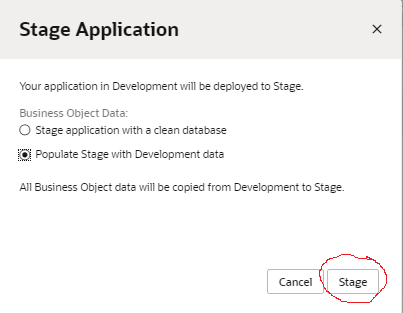 Stage Application
Your application in Development will be deployed to Stage.
Business Object Data:
Stage application with a clean database
Populate Stage with Development data
All Business Object data will be copied from Development to Stage.
Cancel Stage